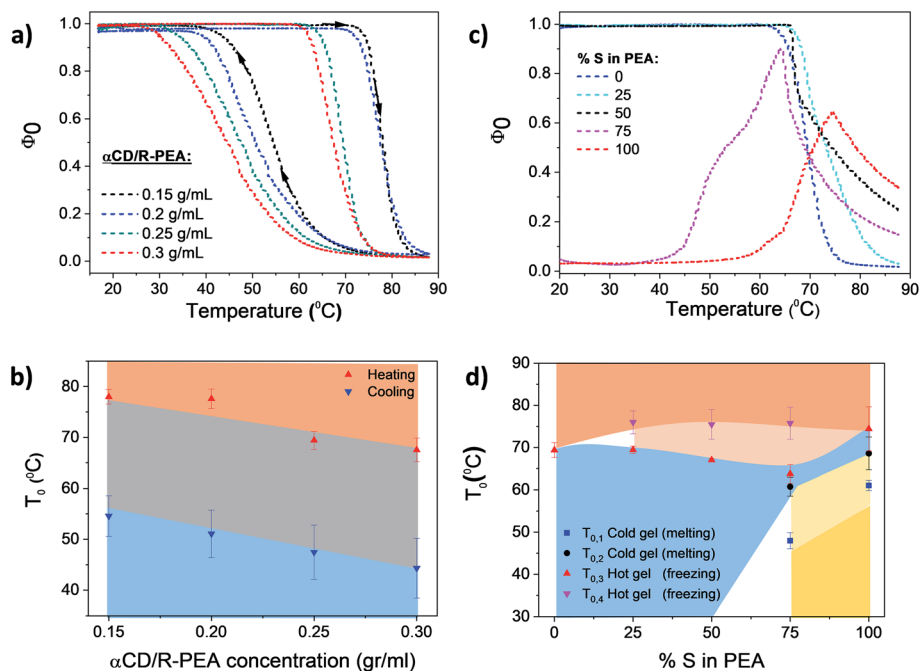 a)
1.0
0.8
0.6
0.4
0.2
0.0
Φ0
αCD/R-PEA:
0.15 g/mL
0.2 g/mL
0.25 g/mL
0.3 g/mL
20 30 40 50 60 70 80 90
Temperature (°C)
c)
1.0
0.8
0.6
0.4
0.2
0.0
Φ0
% S in PEA:
0
25
50
75
100
20 30 40 50 60 70 80 90
Temperature (°C)
b)
80
70
60
50
40
T0 (°C)
Heating
Cooling
0.15 0.20 0.25 0.30
αCD/R-PEA concentration (gr/ml)
d)
90
80
70
60
50
40
30
T0(°C)
T0,1 Cold gel (melting)
T0,2 Cold gel (melting)
T0,3 Hot gel (freezing)
T0,4 Hot gel (freezing)
0 25 50 75 100
% S in PEA